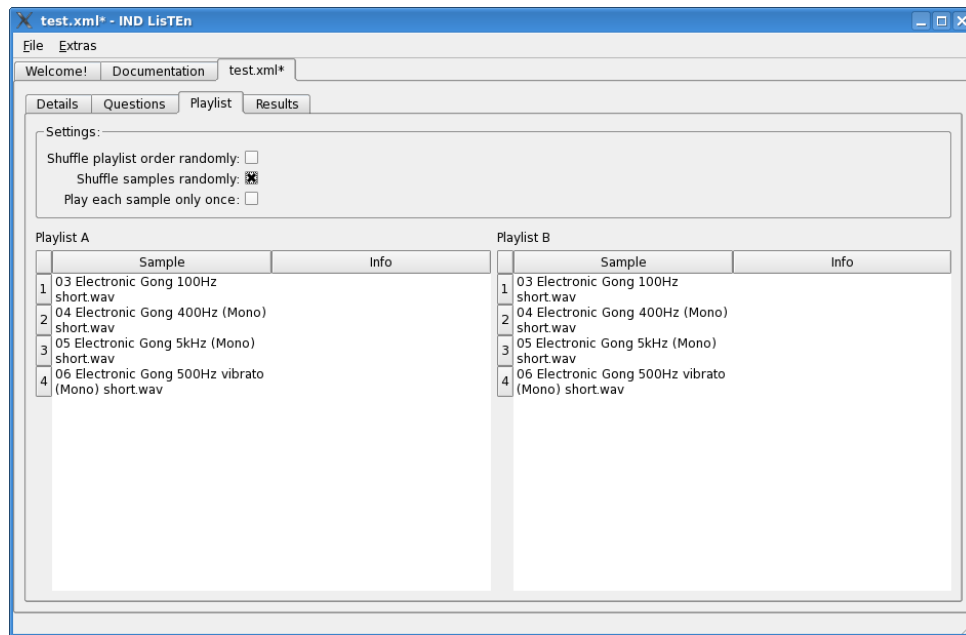 test.xml* - IND LisTEn
File Extras
Welcome! Documentation test.xml*
Details Questions Playlist Results
Settings:
Shuffle playlist order randomly:
Shuffle samples randomly:
Play each sample only once:
Playlist A
Sample Info
1 03 Electronic Gong 100Hz
short.wav
2 04 Electronic Gong 400Hz (Mono)
short.wav
3 05 Electronic Gong 5kHz (Mono)
short.wav
4 06 Electronic Gong 500Hz vibrato
(Mono) short.wav
Playlist B
Sample Info
1 03 Electronic Gong 100Hz
short.wav
2 04 Electronic Gong 400Hz (Mono)
short.wav
3 05 Electronic Gong 5kHz (Mono)
short.wav
4 06 Electronic Gong 500Hz vibrato
(Mono) short.wav